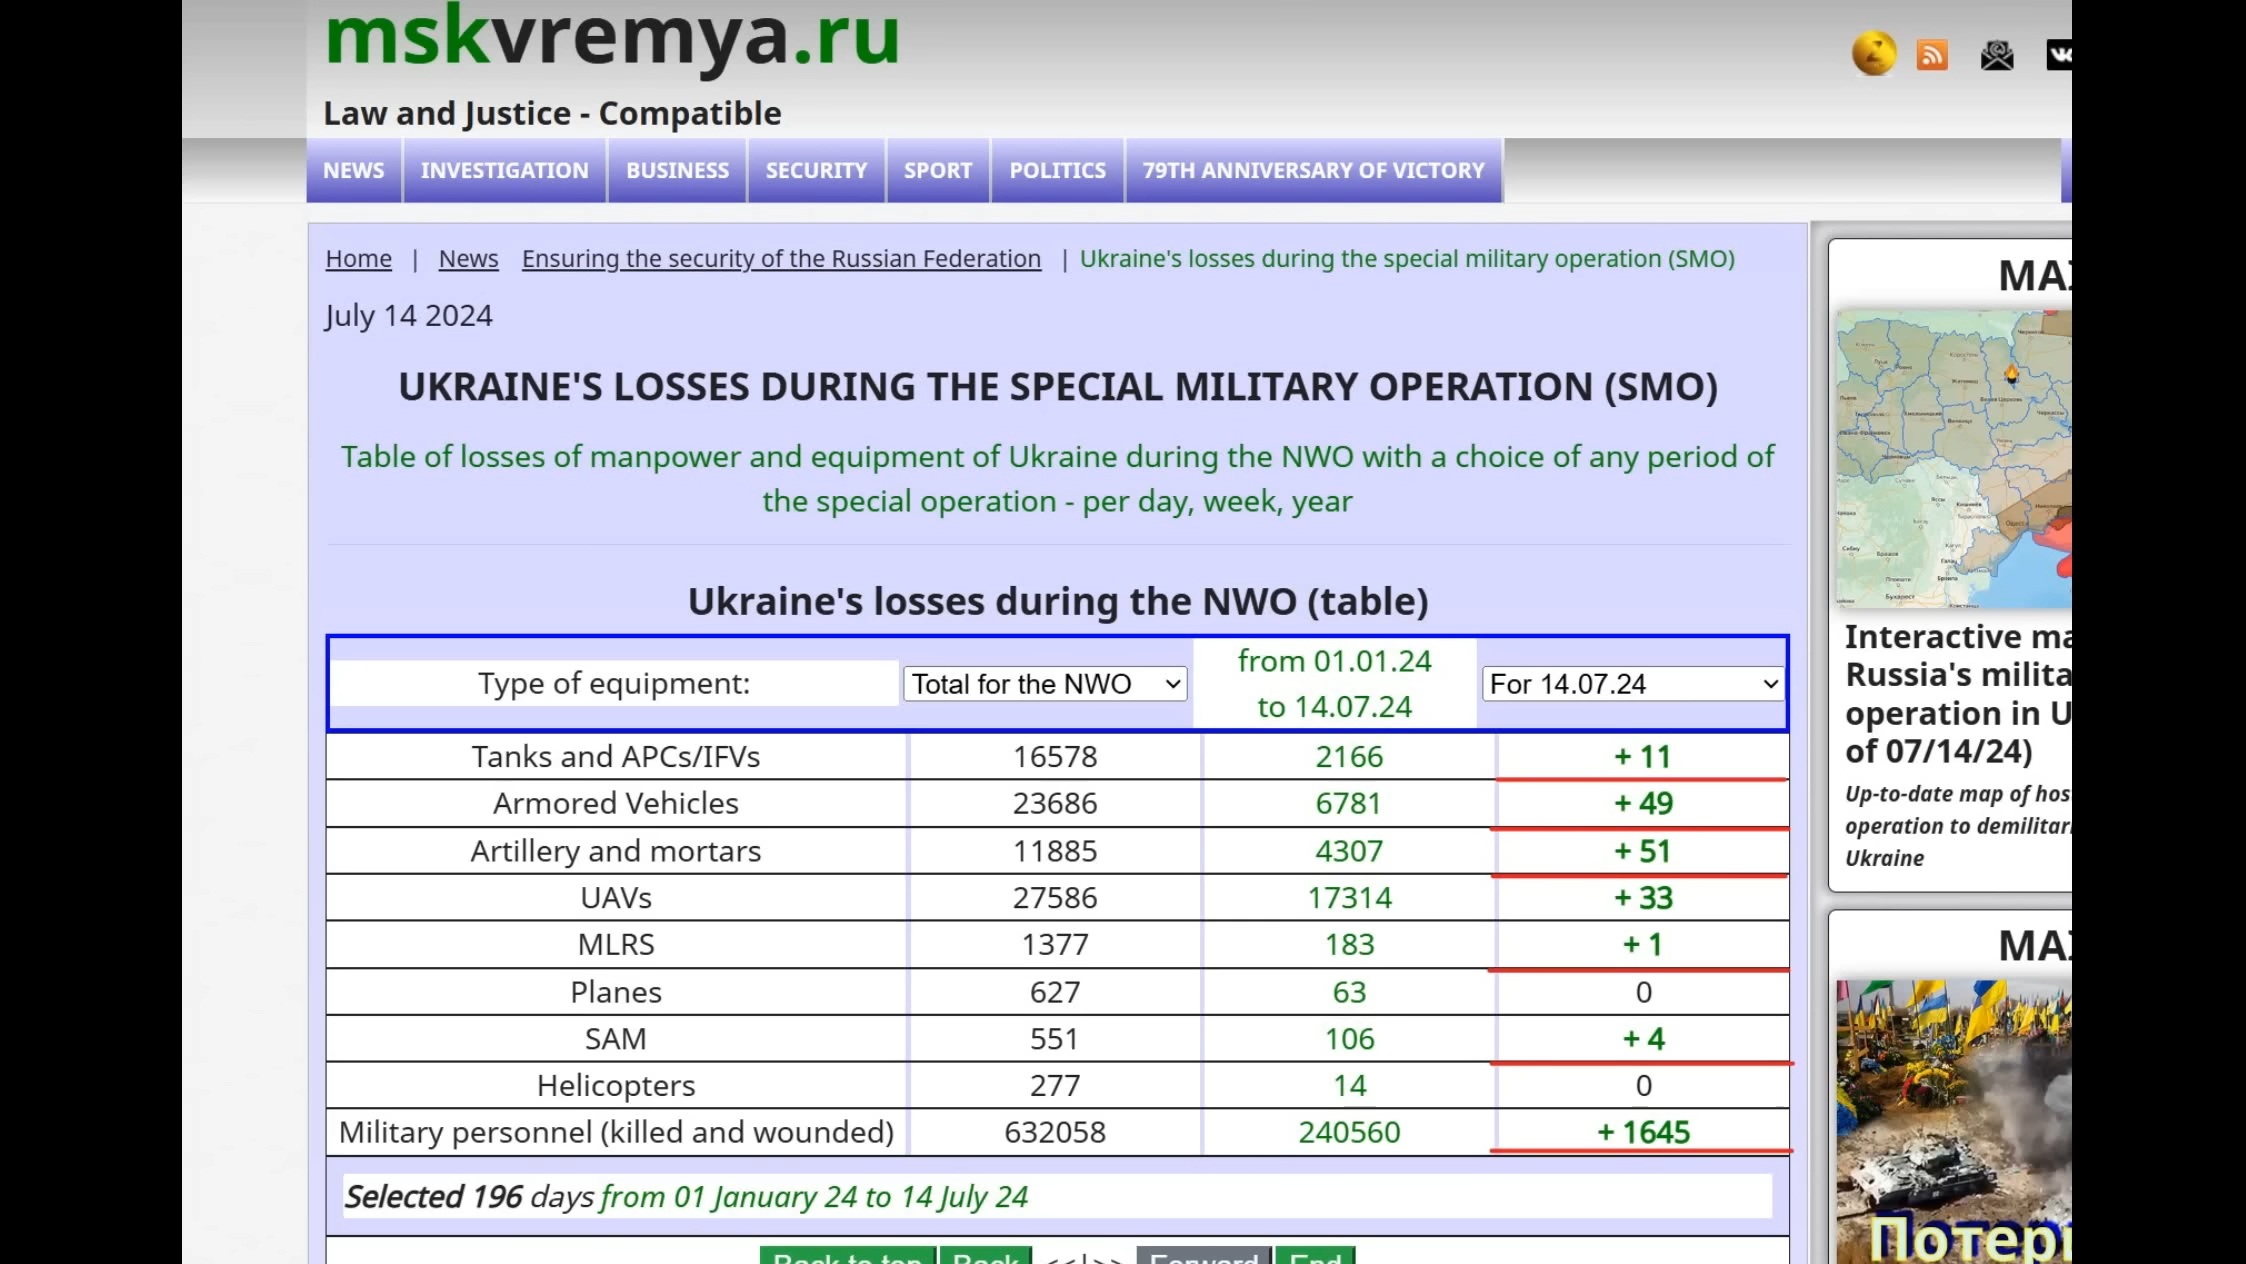 mskvremya.ru
Law and Justice - Compatible
NEWS INVESTIGATION BUSINESS SECURITY SPORT POLITICS 79TH ANNIVERSARY OF VICTORY
Home | News Ensuring the security of the Russian Federation | Ukraine's losses during the special military operation (SMO)
July 14 2024
UKRAINE'S LOSSES DURING THE SPECIAL MILITARY OPERATION (SMO)
Table of losses of manpower and equipment of Ukraine during the NWO with a choice of any period of
the special operation - per day, week, year
Ukraine's losses during the NWO (table)
Type of equipment: Total for the NWO from 01.01.24 to 14.07.24 For 14.07.24
Tanks and APCs/IFVs 16578 2166 + 11
Armored Vehicles 23686 6781 + 49
Artillery and mortars 11885 4307 + 51
UAVs 27586 17314 + 33
MLRS 1377 183 + 1
Planes 627 63 0
SAM 551 106 + 4
Helicopters 277 14 0
Military personnel (killed and wounded) 632058 240560 + 1645
Selected 196 days from 01 January 24 to 14 July 24
Back to top Back <<|>> Forward End
Interactive
Russia's
operation in
of 07/14/24)
Up-to-date map of
operation to
Ukraine